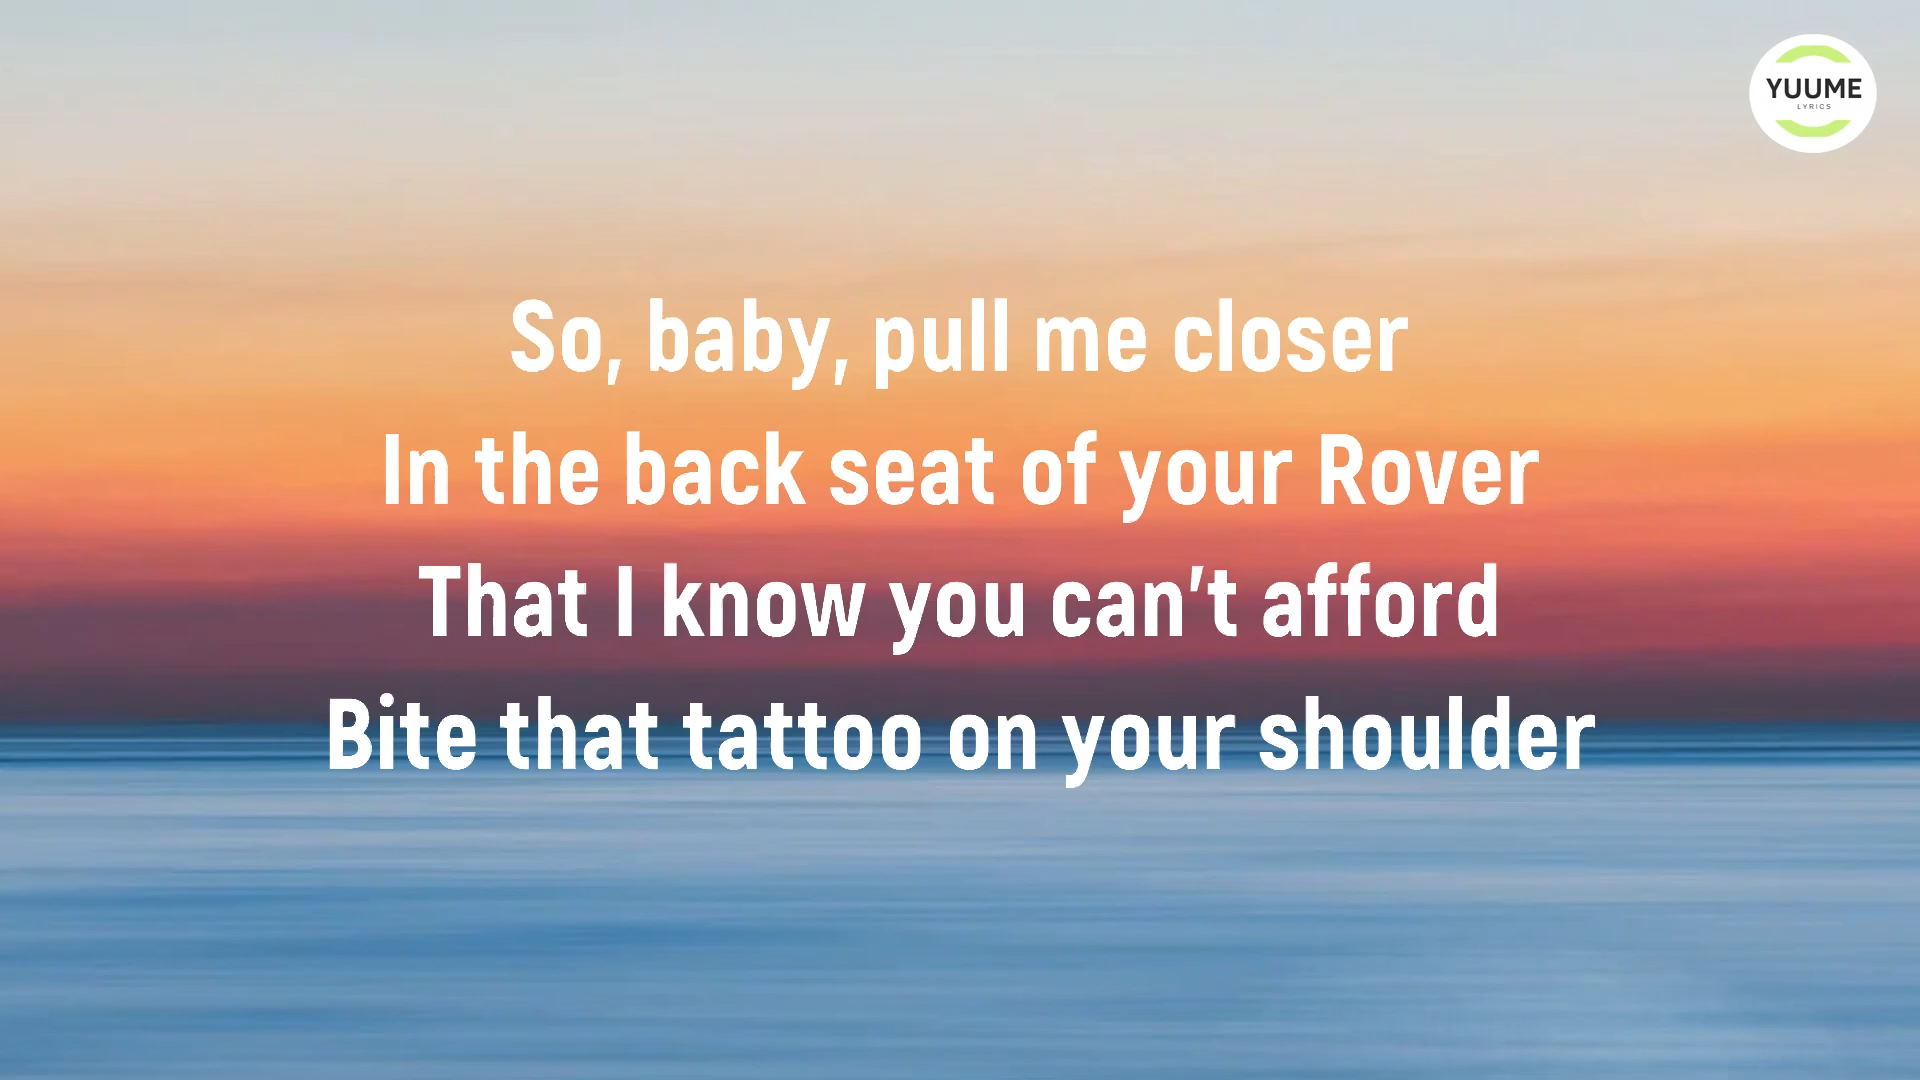 YUUME
LYRICS
So, baby, pull me closer
In the back seat of your Rover
That I know you can't afford
Bite that tattoo on your shoulder